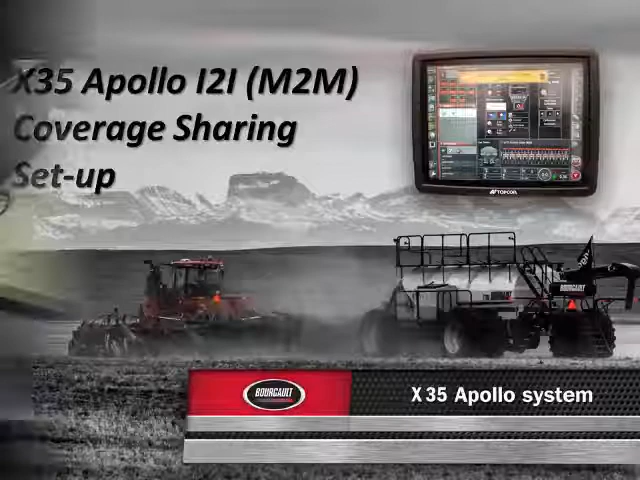 X35 Apollo I2I (M2M)
Coverage Sharing
Set-up
TOPCON
BOURGAULT
BOURGAULT
X35 Apollo system